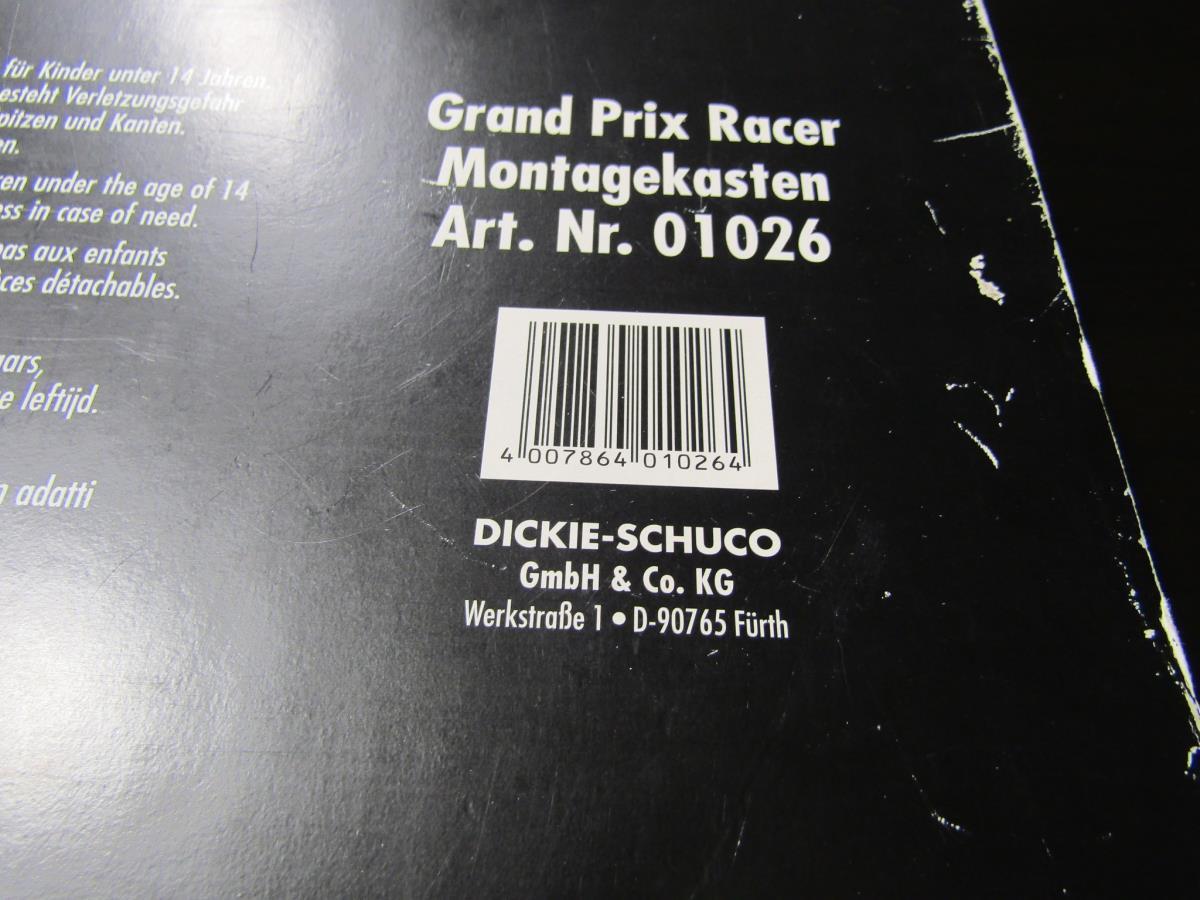 für Kinder unter 14 Jahren.
esteht Verletzungsgefahr
pitzen und Kanten.
en.
en under the age of 14
ess in case of need.
pas aux enfants
ces détachables.
ars,
e leftijd.
n adatti
Grand Prix Racer
Montagekasten
Art. Nr. 01026
4 007864 010264
DICKIE-SCHUCO
GmbH & Co. KG
Werkstraße 1 • D-90765 Fürth